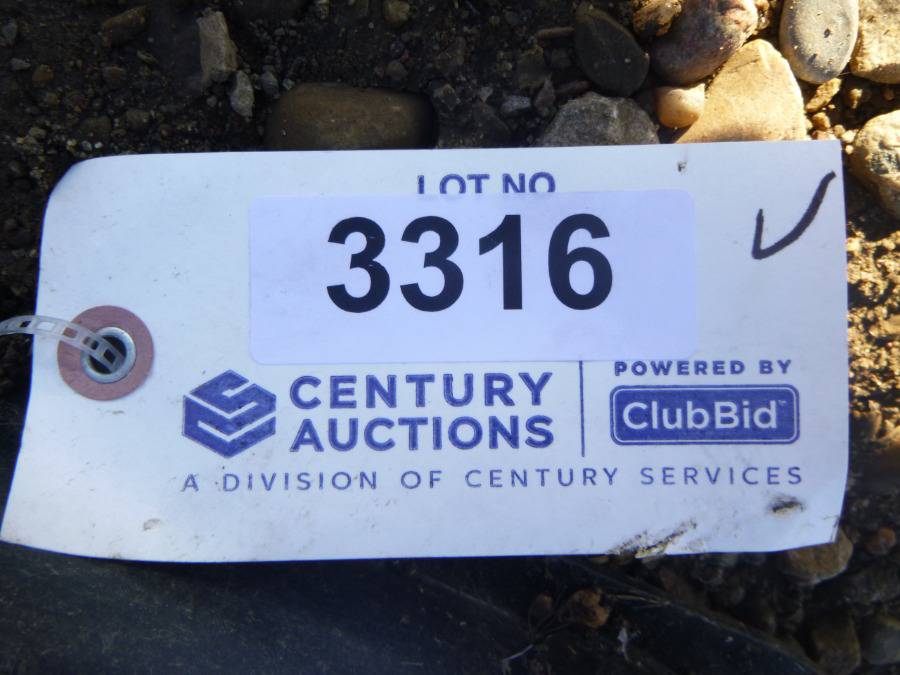 LOT NO
3316
CENTURY
AUCTIONS
POWERED BY
ClubBid™
A DIVISION OF CENTURY SERVICES